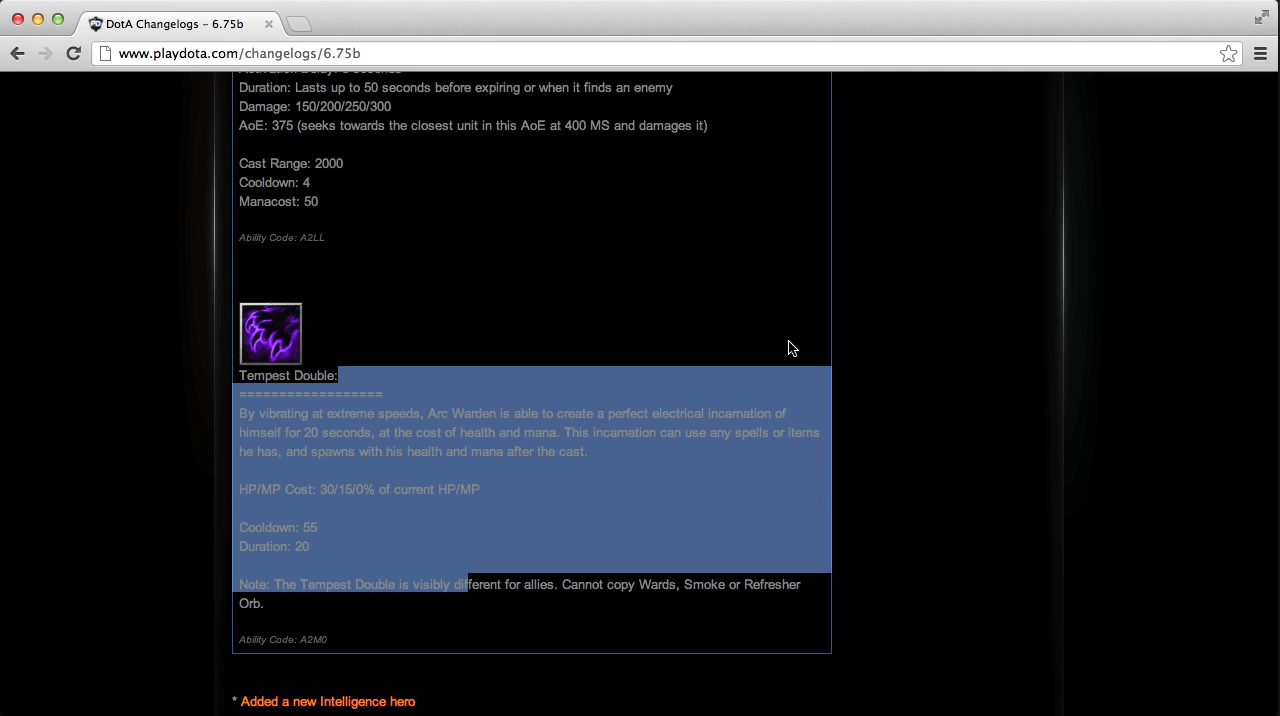 DotA Changelogs – 6.75b
www.playdota.com/changelogs/6.75b
Duration: Lasts up to 50 seconds before expiring or when it finds an enemy
Damage: 150/200/250/300
AoE: 375 (seeks towards the closest unit in this AoE at 400 MS and damages it)
Cast Range: 2000
Cooldown: 4
Manacost: 50
Ability Code: A2LL
Tempest Double:
==================
By vibrating at extreme speeds, Arc Warden is able to create a perfect electrical incarnation of
himself for 20 seconds, at the cost of health and mana. This incarnation can use any spells or items
he has, and spawns with his health and mana after the cast.
HP/MP Cost: 30/15/0% of current HP/MP
Cooldown: 55
Duration: 20
Note: The Tempest Double is visibly different for allies. Cannot copy Wards, Smoke or Refresher
Orb.
Ability Code: A2M0
* Added a new Intelligence hero